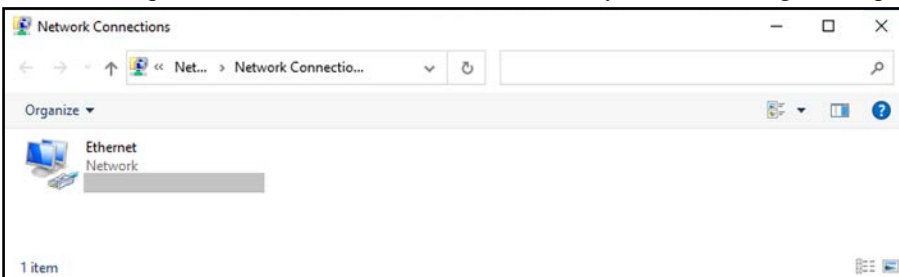 Network Connections
« Net... > Network Connectio...
Organize
Ethernet
Network
1 item